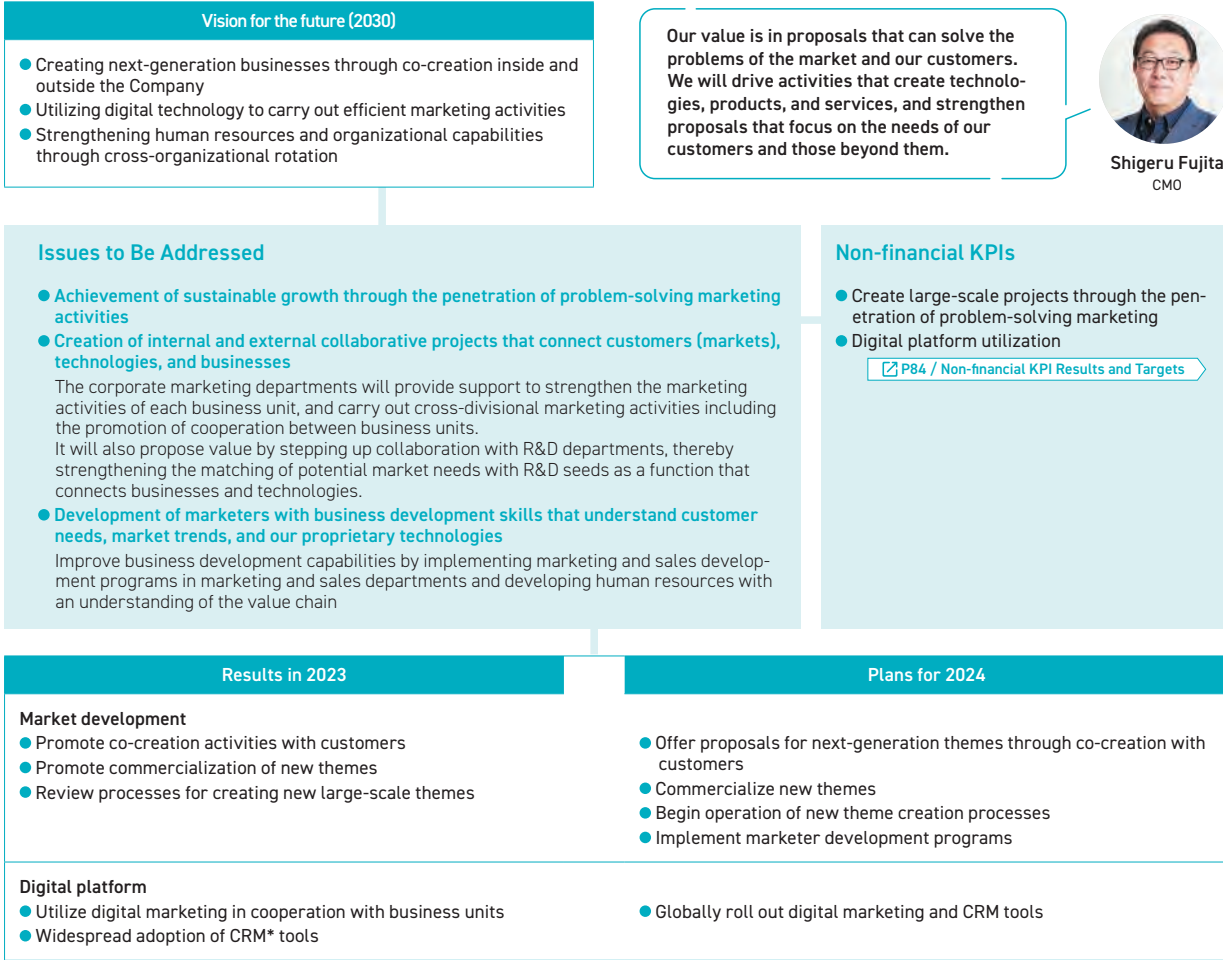 Vision for the future (2030)
● Creating next-generation businesses through co-creation inside and
outside the Company
● Utilizing digital technology to carry out efficient marketing activities
● Strengthening human resources and organizational capabilities
through cross-organizational rotation
Our value is in proposals that can solve the
problems of the market and our customers.
We will drive activities that create technolo-
gies, products, and services, and strengthen
proposals that focus on the needs of our
customers and those beyond them.
Shigeru Fujita
CMO
Issues to Be Addressed
● Achievement of sustainable growth through the penetration of problem-solving marketing
activities
● Creation of internal and external collaborative projects that connect customers (markets),
technologies, and businesses
The corporate marketing departments will provide support to strengthen the marketing
activities of each business unit, and carry out cross-divisional marketing activities including
the promotion of cooperation between business units.
It will also propose value by stepping up collaboration with R&D departments, thereby
strengthening the matching of potential market needs with R&D seeds as a function that
connects businesses and technologies.
● Development of marketers with business development skills that understand customer
needs, market trends, and our proprietary technologies
Improve business development capabilities by implementing marketing and sales develop-
ment programs in marketing and sales departments and developing human resources with
an understanding of the value chain
Non-financial KPIs
● Create large-scale projects through the pen-
etration of problem-solving marketing
● Digital platform utilization
P84 / Non-financial KPI Results and Targets
Results in 2023
Plans for 2024
Market development
● Promote co-creation activities with customers
● Promote commercialization of new themes
● Review processes for creating new large-scale themes
● Offer proposals for next-generation themes through co-creation with
customers
● Commercialize new themes
● Begin operation of new theme creation processes
● Implement marketer development programs
Digital platform
● Utilize digital marketing in cooperation with business units
● Widespread adoption of CRM* tools
● Globally roll out digital marketing and CRM tools